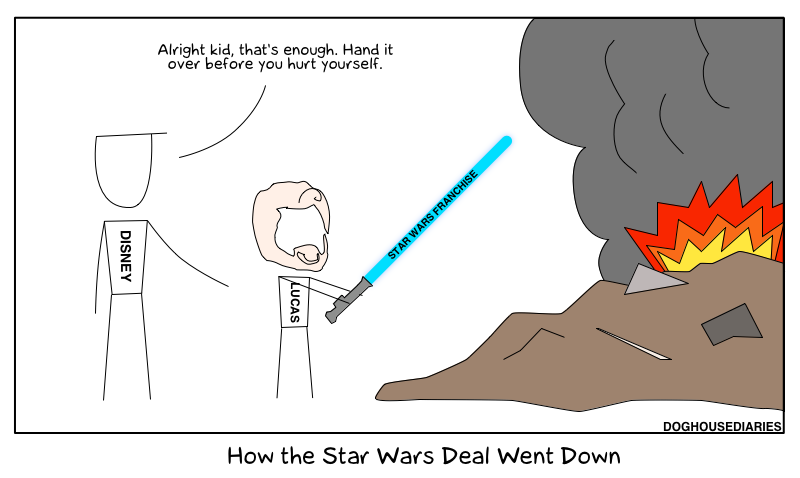 Alright kid, that's enough. Hand it
over before you hurt yourself.
DISNEY
LUCAS
STAR WARS FRANCHISE
DOGHOUSEDIARIES
How the Star Wars Deal Went Down